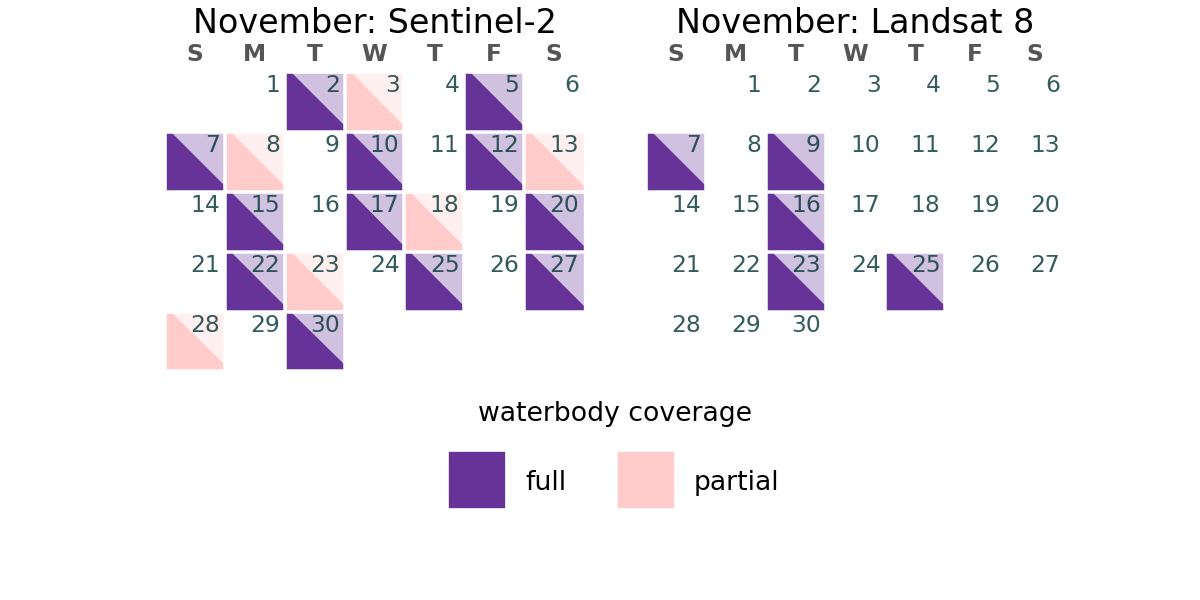 November: Sentinel-2
S M T W T F S
1 2 3 4 5 6
7 8 9 10 11 12 13
14 15 16 17 18 19 20
21 22 23 24 25 26 27
28 29 30
November: Landsat 8
S M T W T F S
1 2 3 4 5 6
7 8 9 10 11 12 13
14 15 16 17 18 19 20
21 22 23 24 25 26 27
28 29 30
waterbody coverage
full
partial